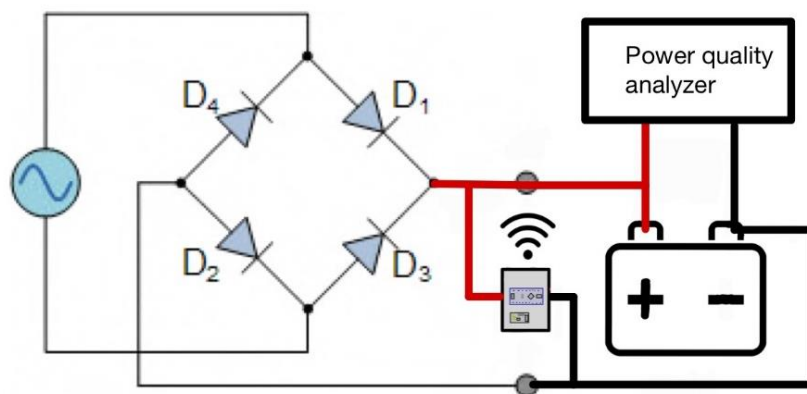 Power quality
analyzer
D4
D1
D2
D3
+ −